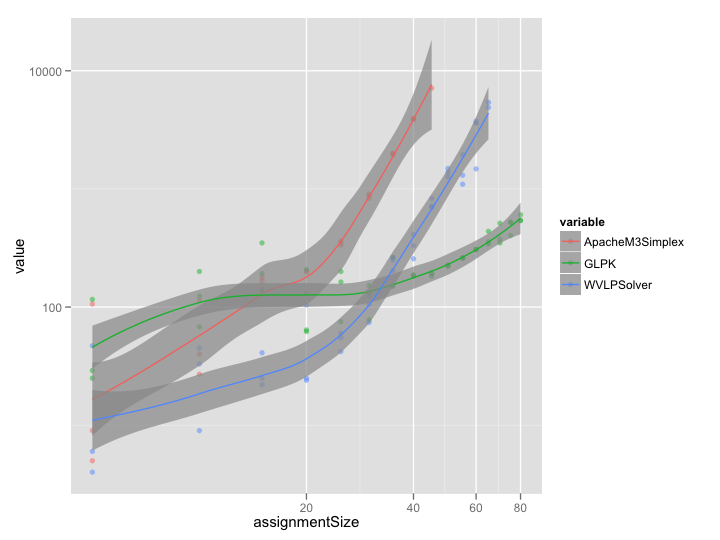 10000
100
value
20
40
60
80
assignmentSize
variable
ApacheM3Simplex
GLPK
WVLPSolver